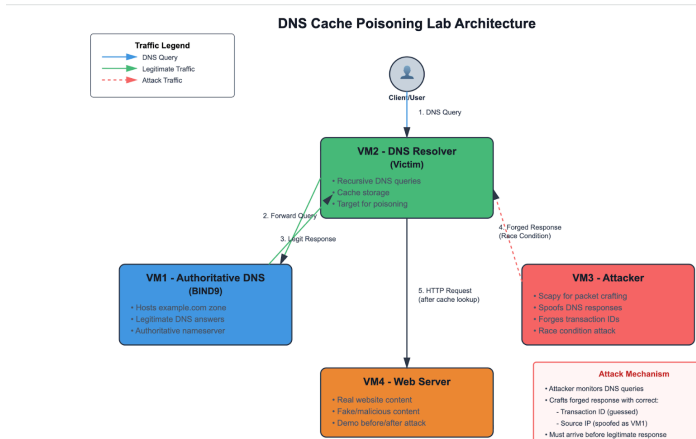 DNS Cache Poisoning Lab Architecture
Traffic Legend
DNS Query
Legitimate Traffic
Attack Traffic
Client/User
1. DNS Query
VM2 - DNS Resolver
(Victim)
• Recursive DNS queries
• Cache storage
• Target for poisoning
2. Forward Query
3. Legit Response
4. Forged Response
(Race Condition)
VM1 - Authoritative DNS
(BIND9)
• Hosts example.com zone
• Legitimate DNS answers
• Authoritative nameserver
5. HTTP Request
(after cache lookup)
VM3 - Attacker
• Scapy for packet crafting
• Spoofs DNS responses
• Forges transaction IDs
• Race condition attack
VM4 - Web Server
• Real website content
• Fake/malicious content
• Demo before/after attack
Attack Mechanism
• Attacker monitors DNS queries
• Crafts forged response with correct:
- Transaction ID (guessed)
- Source IP (spoofed as VM1)
• Must arrive before legitimate response